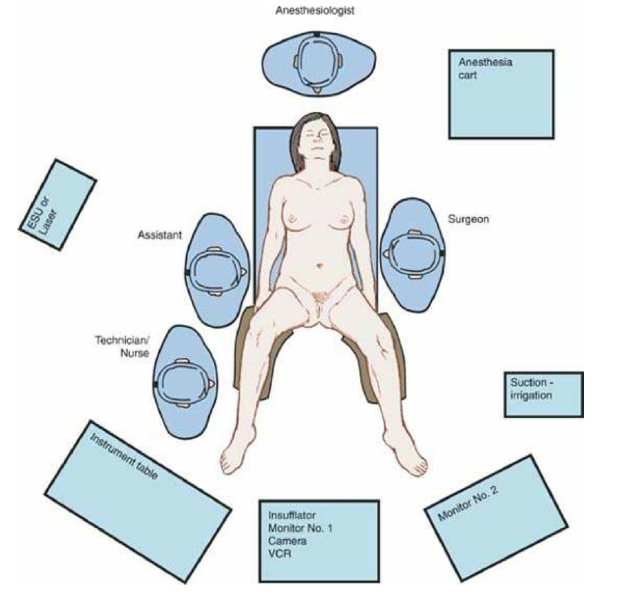 Anesthesiologist
Anesthesia
cart
ESU or
Laser
Assistant
Surgeon
Technician/
Nurse
Suction -
irrigation
Instrument table
Insufflator
Monitor No. 1
Camera
VCR
Monitor No. 2